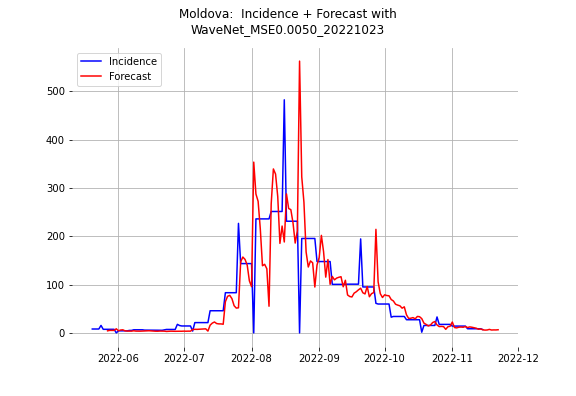 Moldova:  Incidence + Forecast with
WaveNet_MSE0.0050_20221023
Incidence
Forecast
500
400
300
200
100
0
2022-06 2022-07 2022-08 2022-09 2022-10 2022-11 2022-12